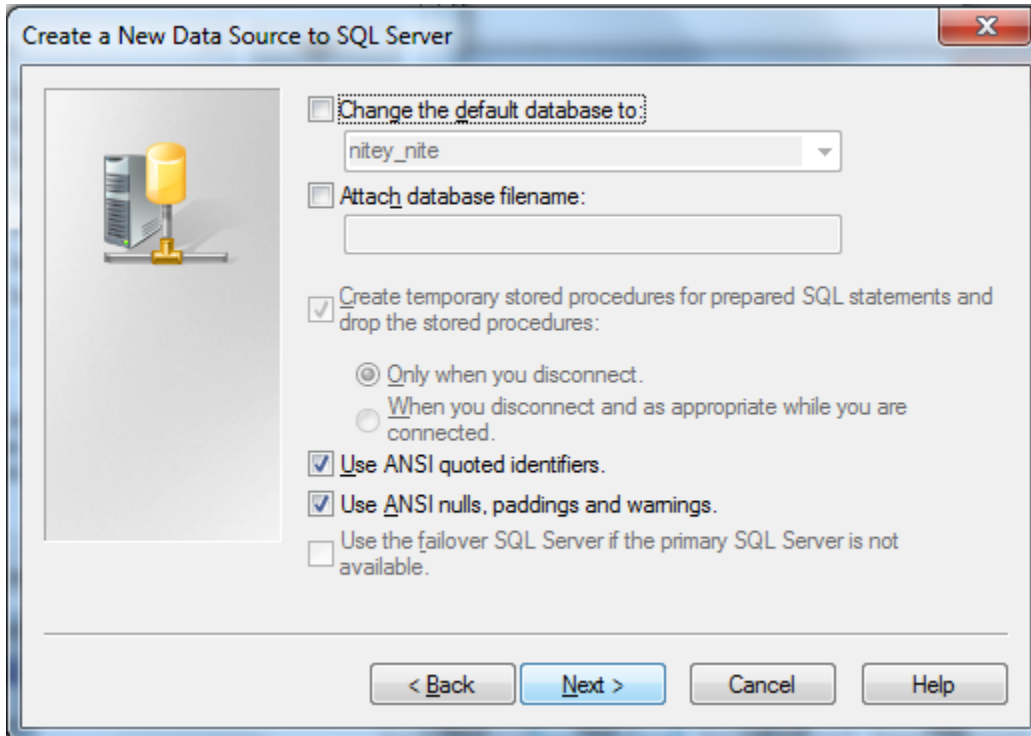 Create a New Data Source to SQL Server
Change the default database to:
nitey_nite
Attach database filename:
Create temporary stored procedures for prepared SQL statements and
drop the stored procedures:
Only when you disconnect.
When you disconnect and as appropriate while you are
connected.
Use ANSI quoted identifiers.
Use ANSI nulls, paddings and warnings.
Use the failover SQL Server if the primary SQL Server is not
available.
< Back
Next >
Cancel
Help